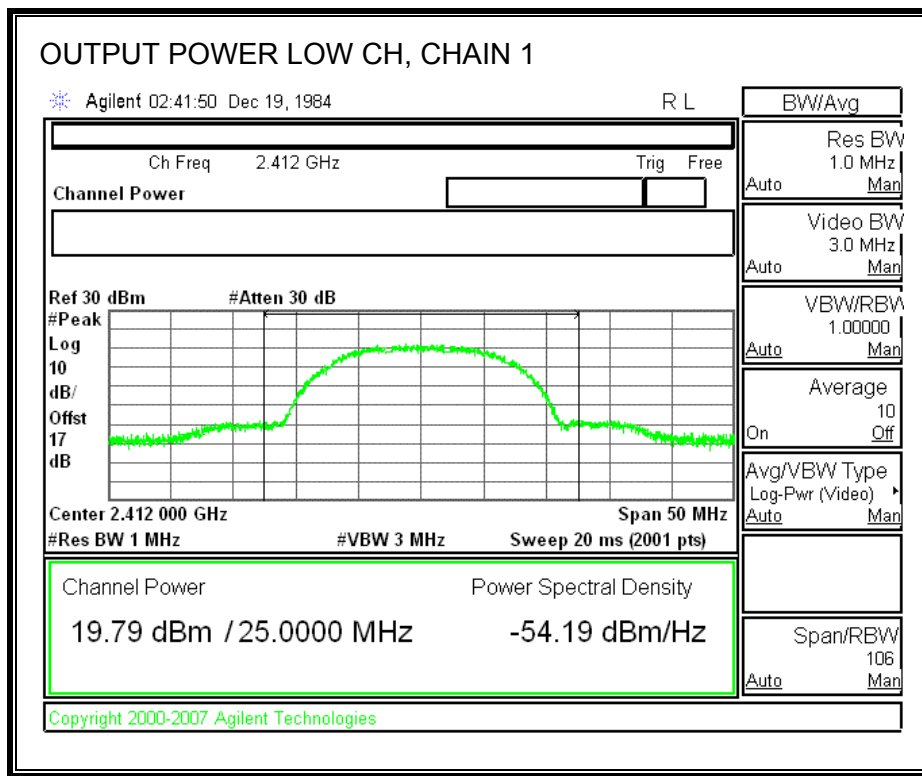 OUTPUT POWER LOW CH, CHAIN 1
Agilent 02:41:50 Dec 19, 1984 R L
BW/Avg
Ch Freq 2.412 GHz Trig Free
Channel Power
Res BW
1.0 MHz
Auto Man
Video BW
3.0 MHz
Auto Man
Ref 30 dBm #Atten 30 dB
#Peak
Log
10
dB/
Offst
17
dB
VBW/RBW
1.00000
Auto Man
Average
10
On Off
Avg/VBW Type
Log-Pwr (Video)
Auto Man
Center 2.412 000 GHz Span 50 MHz
#Res BW 1 MHz #VBW 3 MHz Sweep 20 ms (2001 pts)
Channel Power Power Spectral Density
19.79 dBm / 25.0000 MHz -54.19 dBm/Hz
Span/RBW
106
Auto Man
Copyright 2000-2007 Agilent Technologies